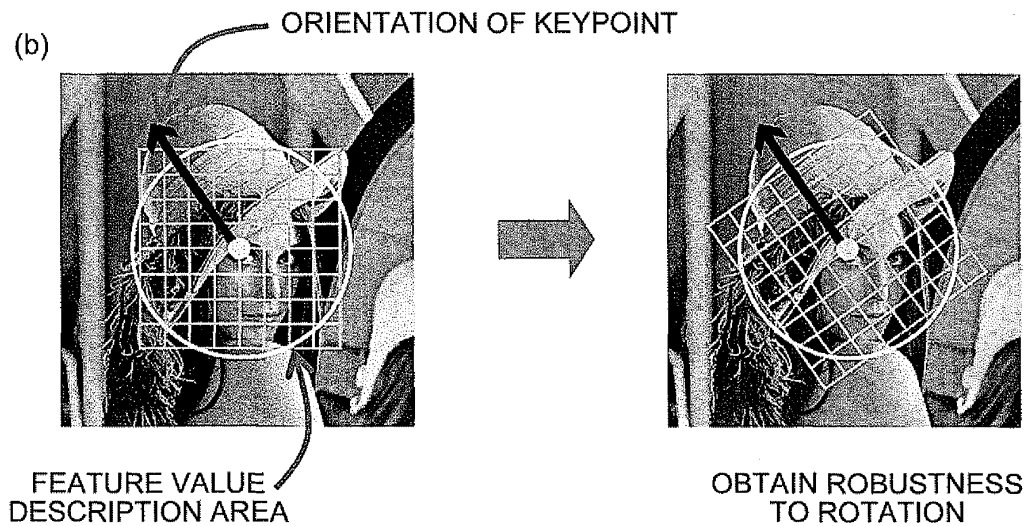 ORIENTATION OF KEYPOINT
(b)
FEATURE VALUE
DESCRIPTION AREA
OBTAIN ROBUSTNESS
TO ROTATION